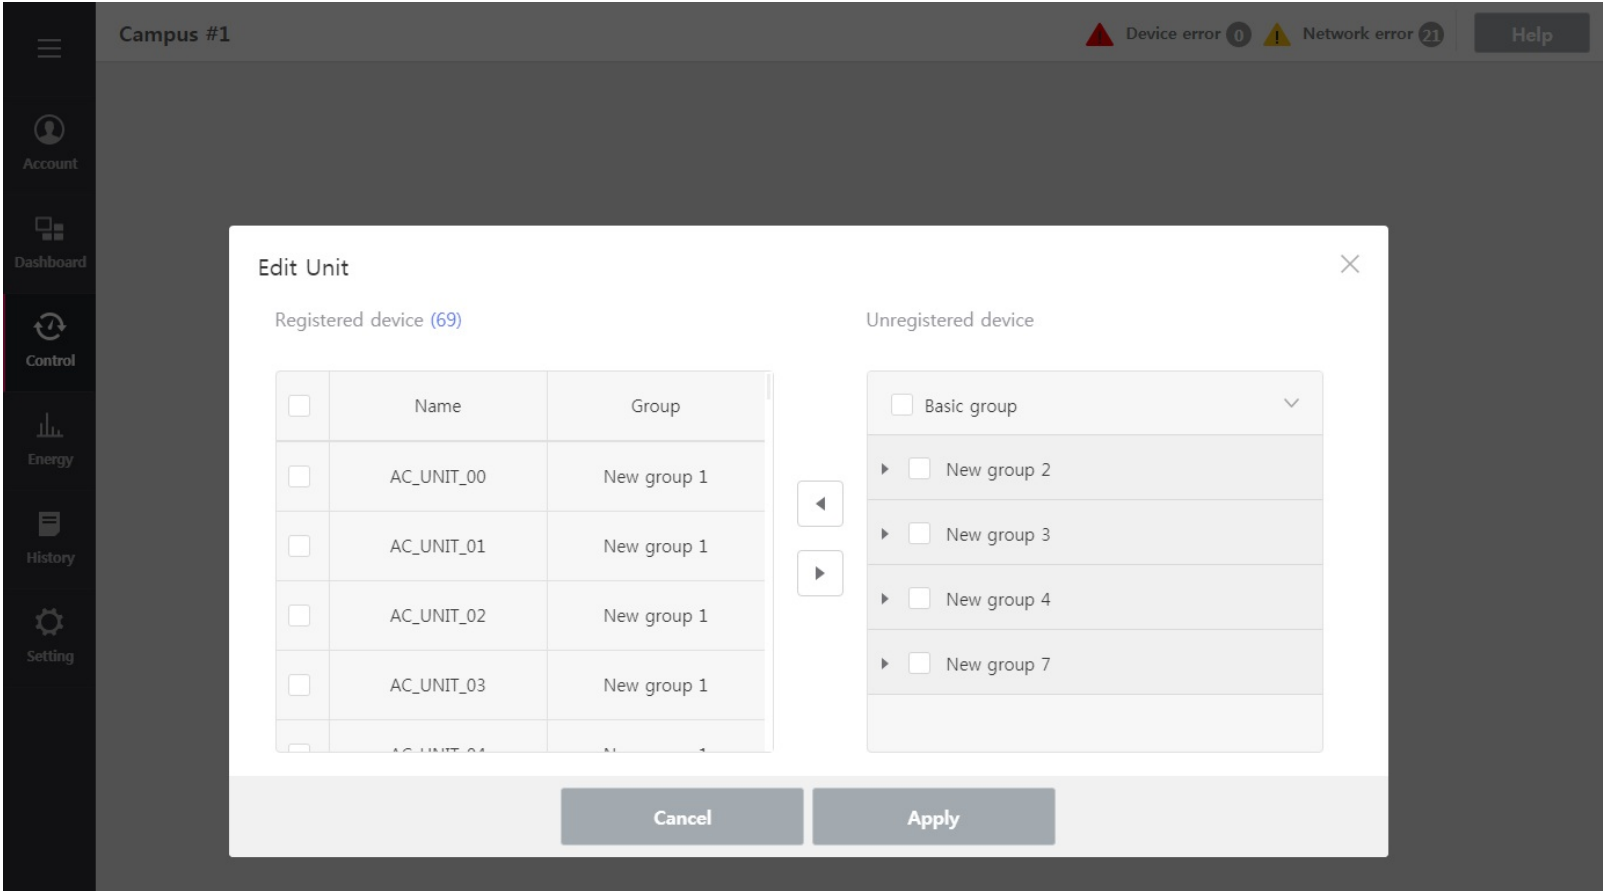 Campus #1
Device error 0
Network error 21
Help
Account
Dashboard
Control
Energy
History
Setting
Edit Unit
Registered device (69)
Name Group
AC_UNIT_00 New group 1
AC_UNIT_01 New group 1
AC_UNIT_02 New group 1
AC_UNIT_03 New group 1
Unregistered device
Basic group
New group 2
New group 3
New group 4
New group 7
Cancel
Apply